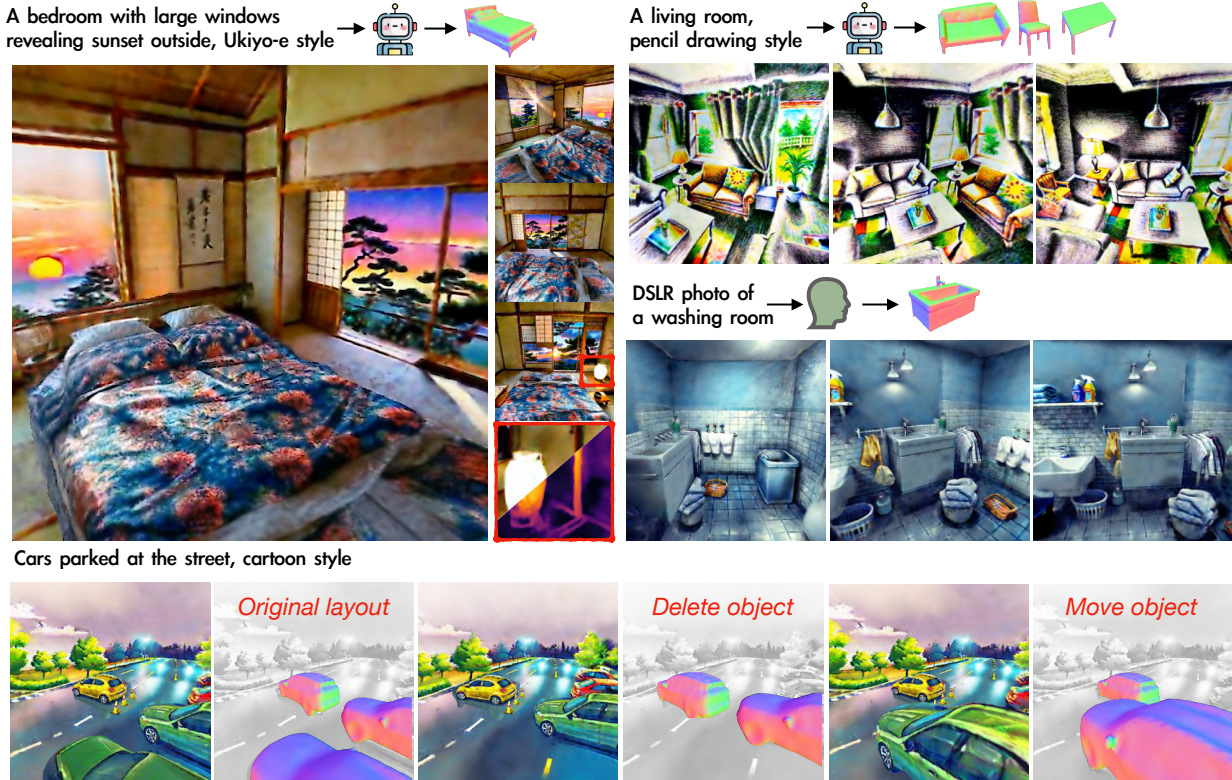 A bedroom with large windows
revealing sunset outside, Ukiyo-e style
A living room,
pencil drawing style
DSLR photo of
a washing room
Cars parked at the street, cartoon style
Original layout
Delete object
Move object